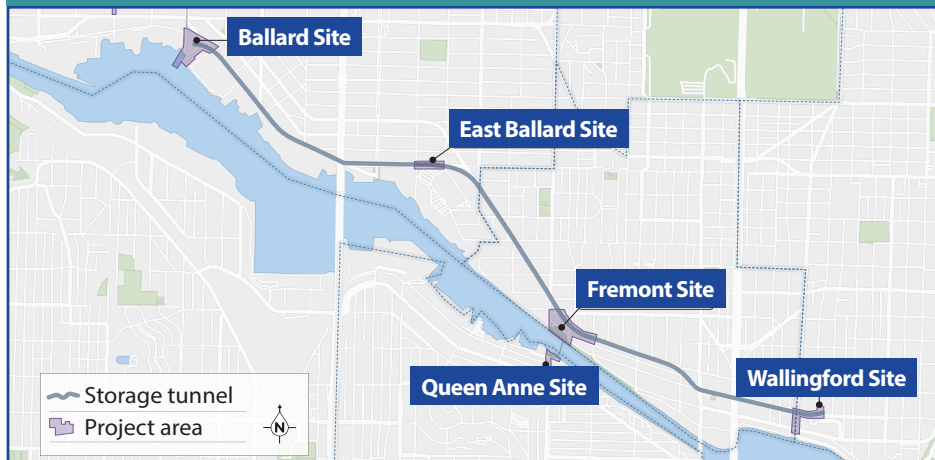 Ballard Site
East Ballard Site
Fremont Site
Queen Anne Site
Wallingford Site
Storage tunnel
Project area
N